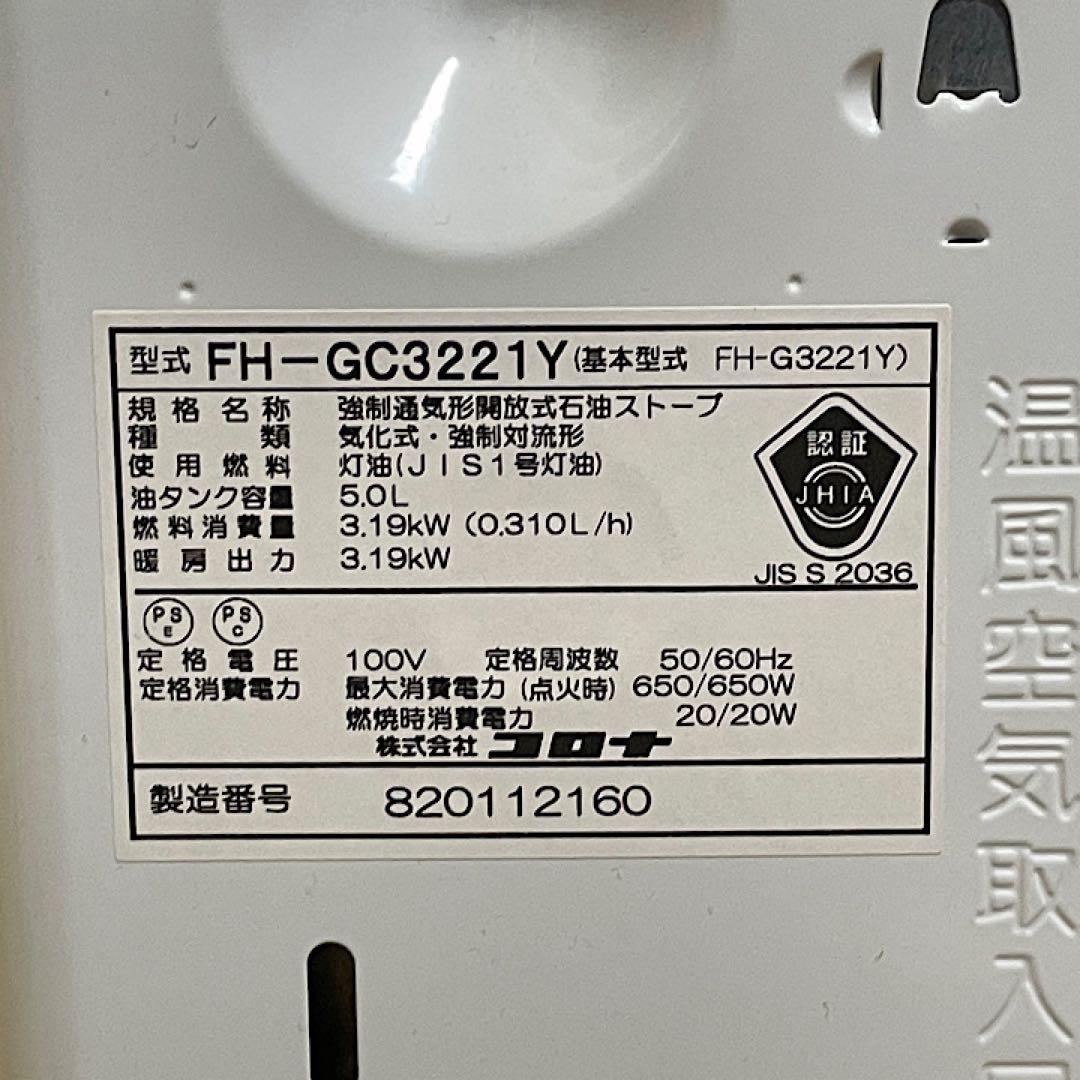 型式 FH－GC3221Y(基本型式 FH-G3221Y)
規格名称 強制通気形開放式石油ストーブ
種類 気化式・強制対流形
使用燃料 灯油(JIS1号灯油)
油タンク容量 5.0L
燃料消費量 3.19kW (0.310L/h)
暖房出力 3.19kW
認証
JHIA
JIS S 2036
PS E PS C
定格電圧 100V 定格周波数 50/60Hz
定格消費電力 最大消費電力(点火時) 650/650W
燃焼時消費電力 20/20W
株式会社 コロナ
製造番号 820112160
温風空気取入